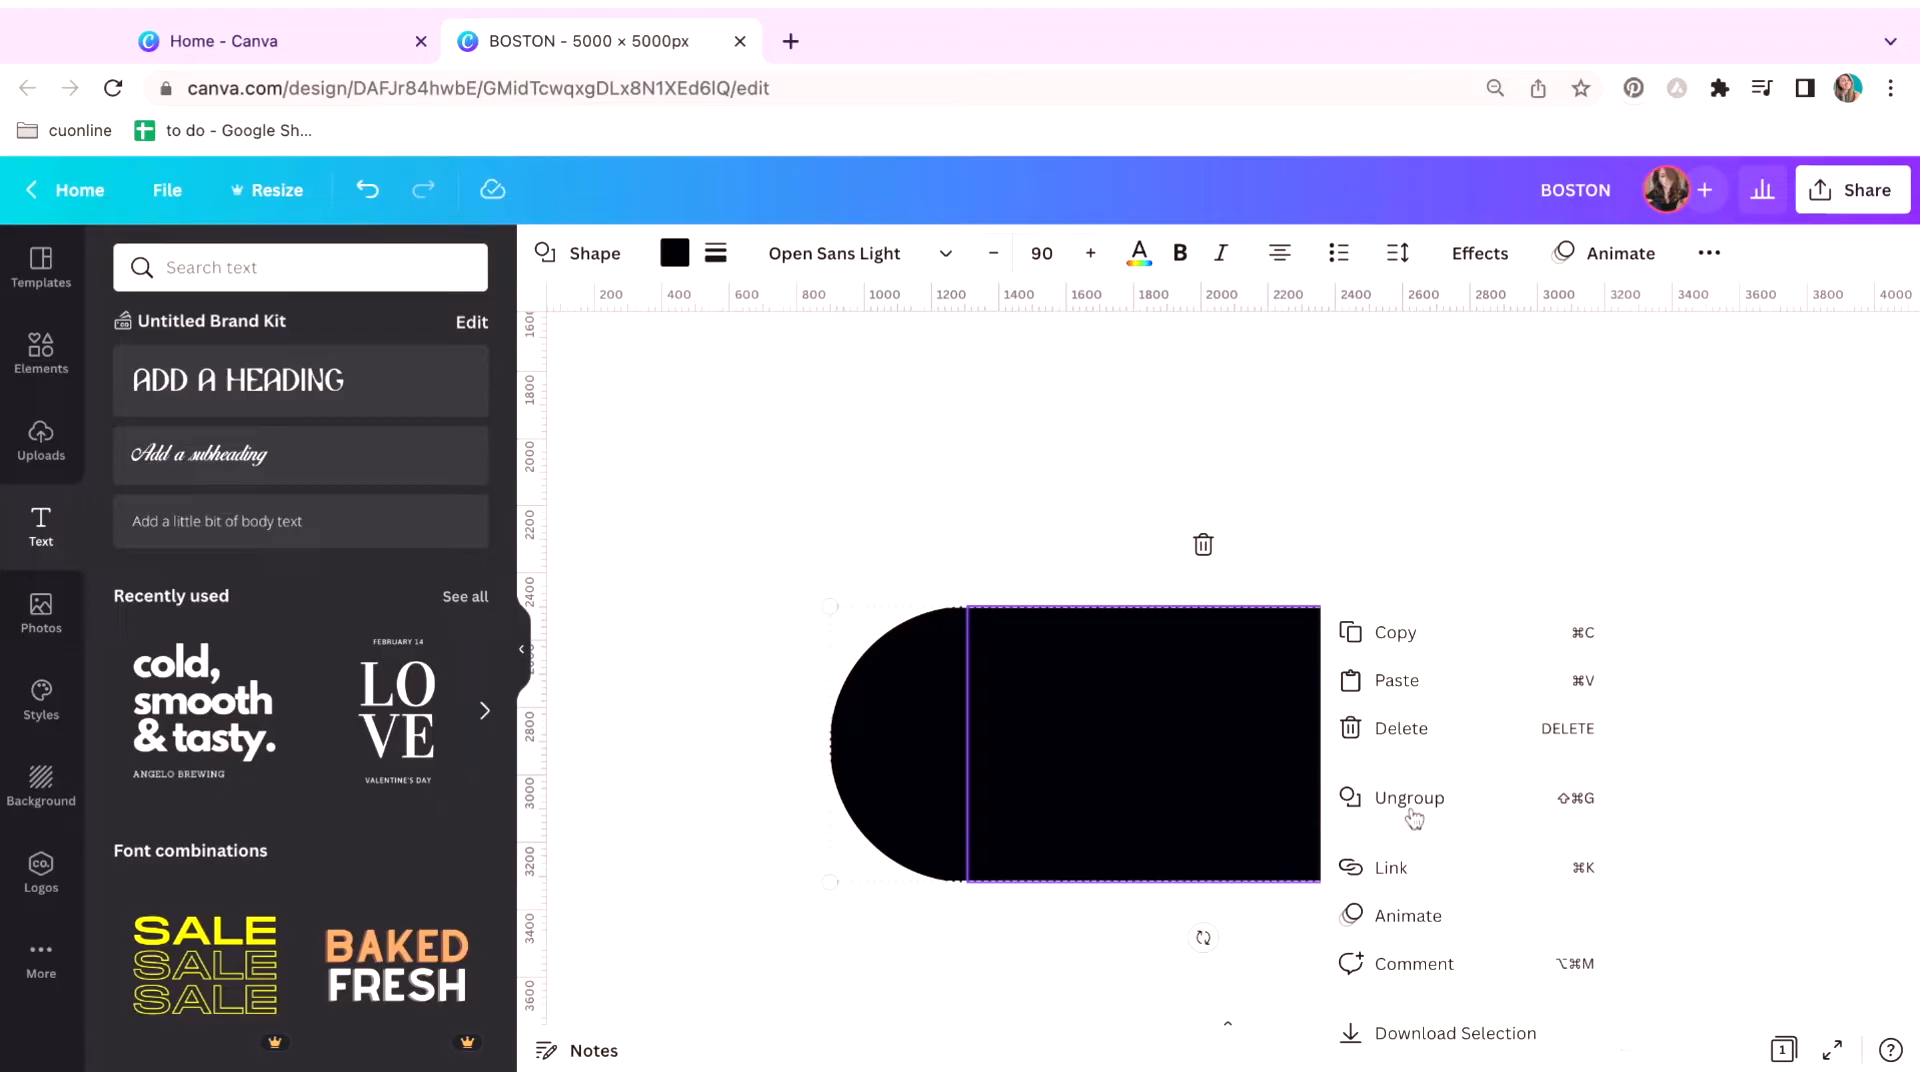 Home - Canva
BOSTON - 5000 × 5000px
canva.com/design/DAFJr84hwbE/GMidTcwqxgDLx8N1XEd6IQ/edit
cuonline
to do - Google Sh...
Home
File
Resize
BOSTON
Share
Templates
Elements
Uploads
Text
Photos
Styles
Background
Logos
More
Search text
Untitled Brand Kit
Edit
ADD A HEADING
Add a subheading
Add a little bit of body text
Recently used
See all
cold,
smooth
& tasty.
ANGELO BREWING
FEBRUARY 14
LO
VE
VALENTINE'S DAY
Font combinations
SALE
SALE
SALE
BAKED
FRESH
Shape
Open Sans Light
− 90 +
A B I
Effects
Animate
200 400 600 800 1000 1200 1400 1600 1800 2000 2200 2400 2600 2800 3000 3200 3400 3600 3800 4000
1800
2000
2200
2400
2800
3000
3200
3400
3600
Copy ⌘C
Paste ⌘V
Delete DELETE
Ungroup ⇧⌘G
Link ⌘K
Animate
Comment ⌥⌘M
Download Selection
Notes
1
?
CO.